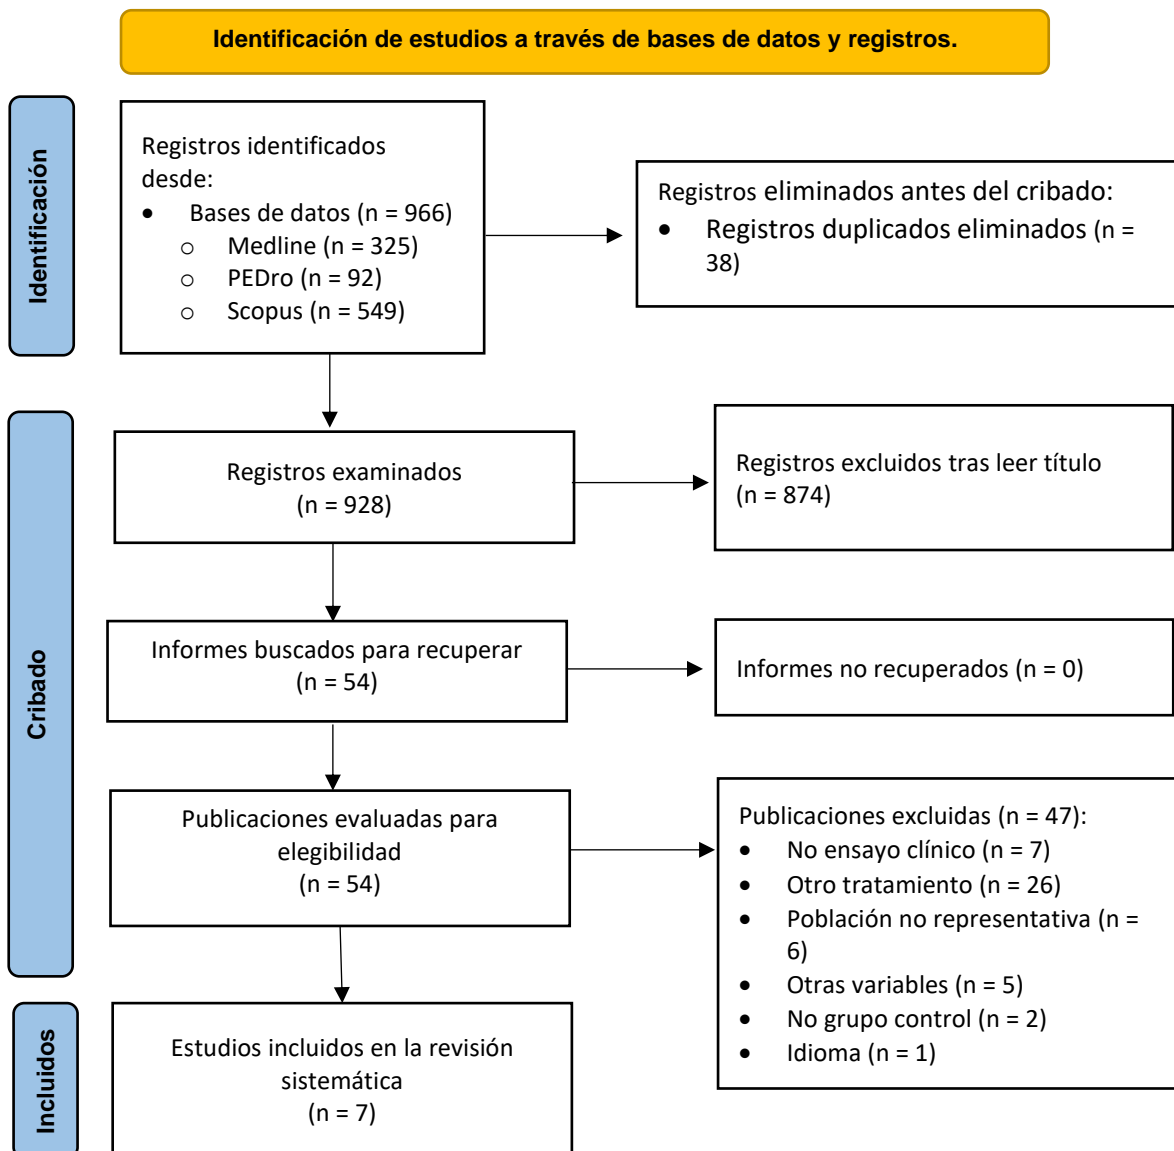 Identificación de estudios a través de bases de datos y registros.
Identificación
Registros identificados
desde:
• Bases de datos (n = 966)
o Medline (n = 325)
o PEDro (n = 92)
o Scopus (n = 549)
Registros eliminados antes del cribado:
• Registros duplicados eliminados (n =
38)
Cribado
Registros examinados
(n = 928)
Registros excluidos tras leer título
(n = 874)
Informes buscados para recuperar
(n = 54)
Informes no recuperados (n = 0)
Publicaciones evaluadas para
elegibilidad
(n = 54)
Publicaciones excluidas (n = 47):
• No ensayo clínico (n = 7)
• Otro tratamiento (n = 26)
• Población no representativa (n =
6)
• Otras variables (n = 5)
• No grupo control (n = 2)
• Idioma (n = 1)
Incluidos
Estudios incluidos en la revisión
sistemática
(n = 7)